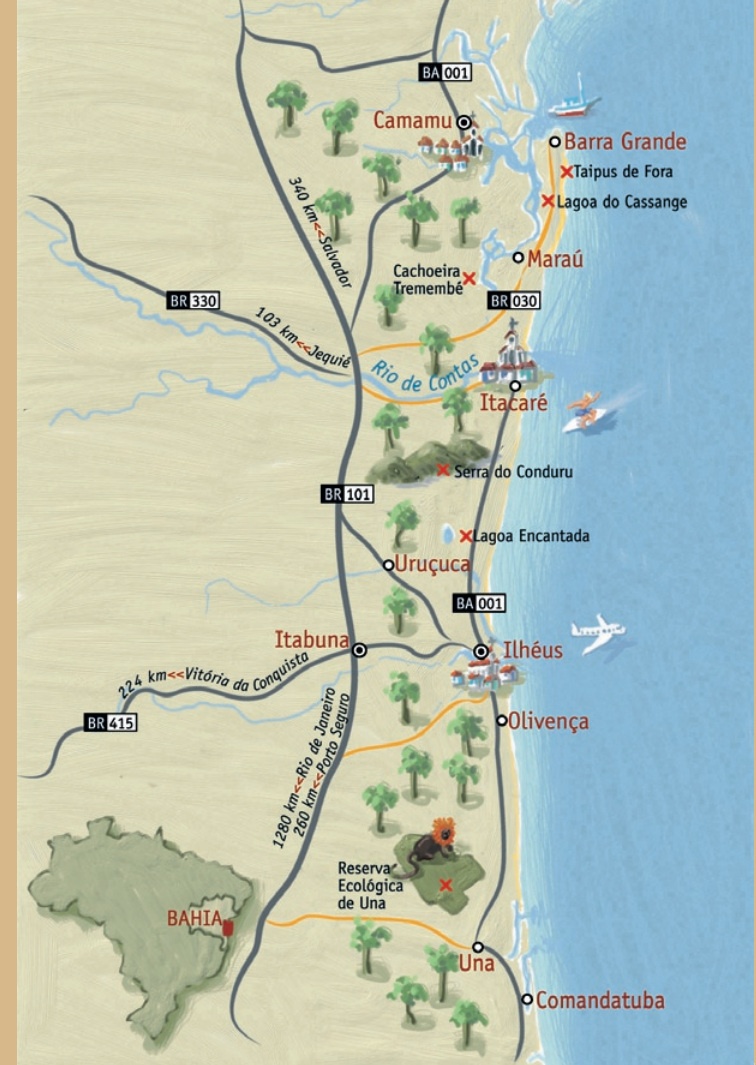 BA 001
Camamu
Barra Grande
Taipus de Fora
Lagoa do Cassange
340 km<<Salvador
Maraú
Cachoeira
Tremembé
BR 330
BR 030
103 km<<Jequié
Rio de Contas
Itacaré
Serra do Conduru
BR 101
Lagoa Encantada
Uruçuca
BA 001
Itabuna
Ilhéus
224 km<<Vitória da Conquista
BR 415
Olivença
1280 km<<Rio de Janeiro
260 km<<Porto Seguro
Reserva
Ecológica
de Una
BAHIA
Una
Comandatuba